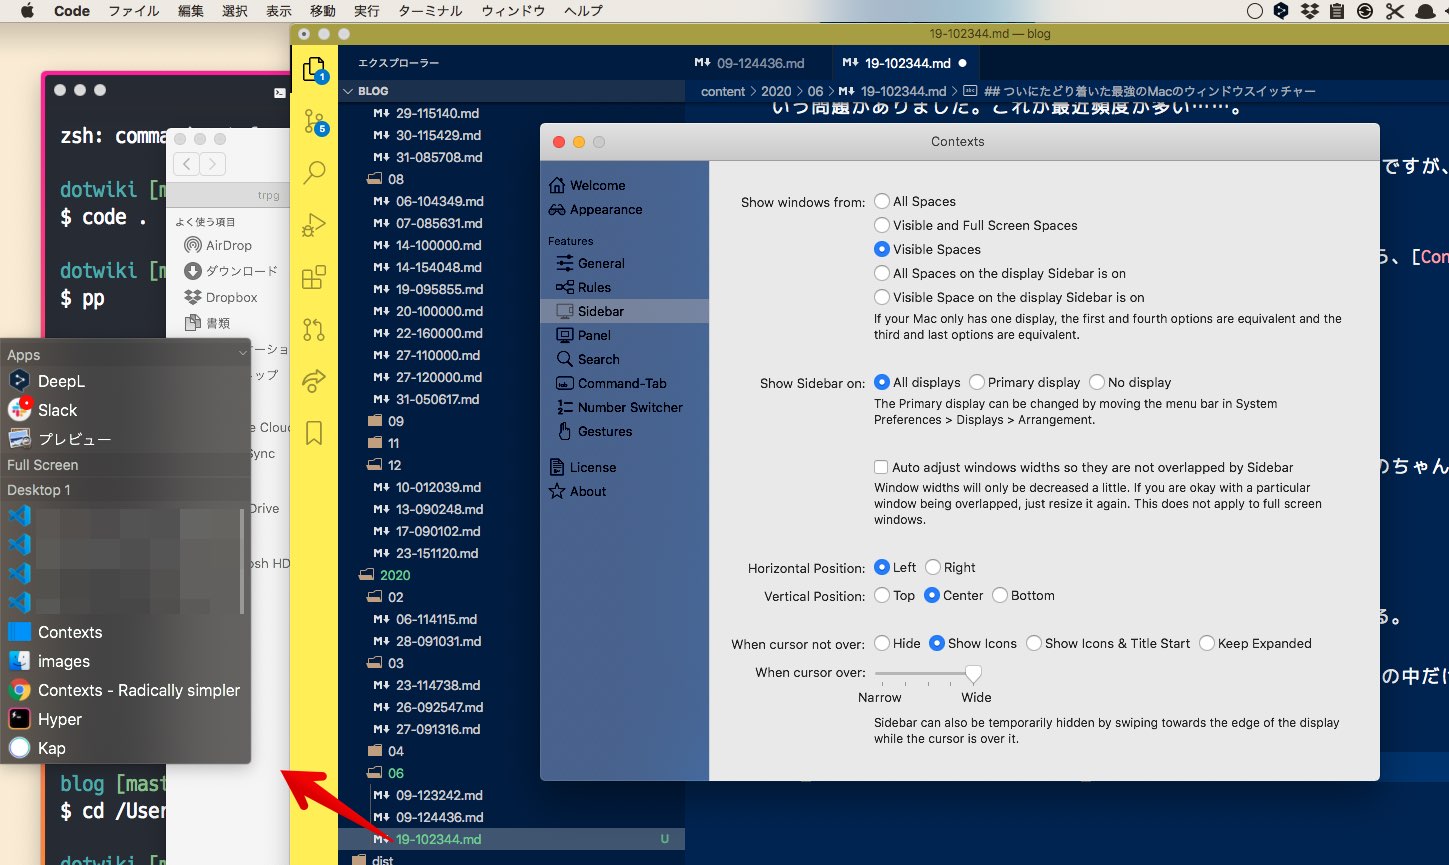 Code ファイル 編集 選択 表示 移動 実行 ターミナル ウィンドウ ヘルプ
19-102344.md — blog
zsh: comma
dotwiki [m
$ code .
dotwiki [m
$ pp
trpg
よく使う項目
AirDrop
ダウンロード
Dropbox
書類
ーショ
ップ
e Clou
Sync
Drive
osh HD
Apps
DeepL
Slack
プレビュー
Full Screen
Desktop 1
Contexts
images
Contexts - Radically simpler
Hyper
Kap
blog [mast
$ cd /User
dotwiki [m
1
5
エクスプローラー
BLOG
M↓ 29-115140.md
M↓ 30-115429.md
M↓ 31-085708.md
08
M↓ 06-104349.md
M↓ 07-085631.md
M↓ 14-100000.md
M↓ 14-154048.md
M↓ 19-095855.md
M↓ 20-100000.md
M↓ 22-160000.md
M↓ 27-110000.md
M↓ 27-120000.md
M↓ 31-050617.md
09
11
12
M↓ 10-012039.md
M↓ 13-090248.md
M↓ 17-090102.md
M↓ 23-151120.md
2020
02
M↓ 06-114115.md
M↓ 28-091031.md
03
M↓ 23-114738.md
M↓ 26-092547.md
M↓ 27-091316.md
04
06
M↓ 09-123242.md
M↓ 09-124436.md
M↓ 19-102344.md U
dist
M↓ 09-124436.md M↓ 19-102344.md ●
content > 2020 > 06 > M↓ 19-102344.md > abc ## ついにたどり着いた最強のMacのウィンドウスイッチャー
いう問題がありました。これが最近頻度が多い……。
ですが、
ら、[Con
のちゃん
る。
の中だけ
Contexts
Welcome
Appearance
Features
General
Rules
Sidebar
Panel
Search
Command-Tab
Number Switcher
Gestures
License
About
Show windows from: All Spaces
Visible and Full Screen Spaces
Visible Spaces
All Spaces on the display Sidebar is on
Visible Space on the display Sidebar is on
If your Mac only has one display, the first and fourth options are equivalent and the
third and last options are equivalent.
Show Sidebar on: All displays Primary display No display
The Primary display can be changed by moving the menu bar in System
Preferences > Displays > Arrangement.
Auto adjust windows widths so they are not overlapped by Sidebar
Window widths will only be decreased a little. If you are okay with a particular
window being overlapped, just resize it again. This does not apply to full screen
windows.
Horizontal Position: Left Right
Vertical Position: Top Center Bottom
When cursor not over: Hide Show Icons Show Icons & Title Start Keep Expanded
When cursor over:
Narrow Wide
Sidebar can also be temporarily hidden by swiping towards the edge of the display
while the cursor is over it.